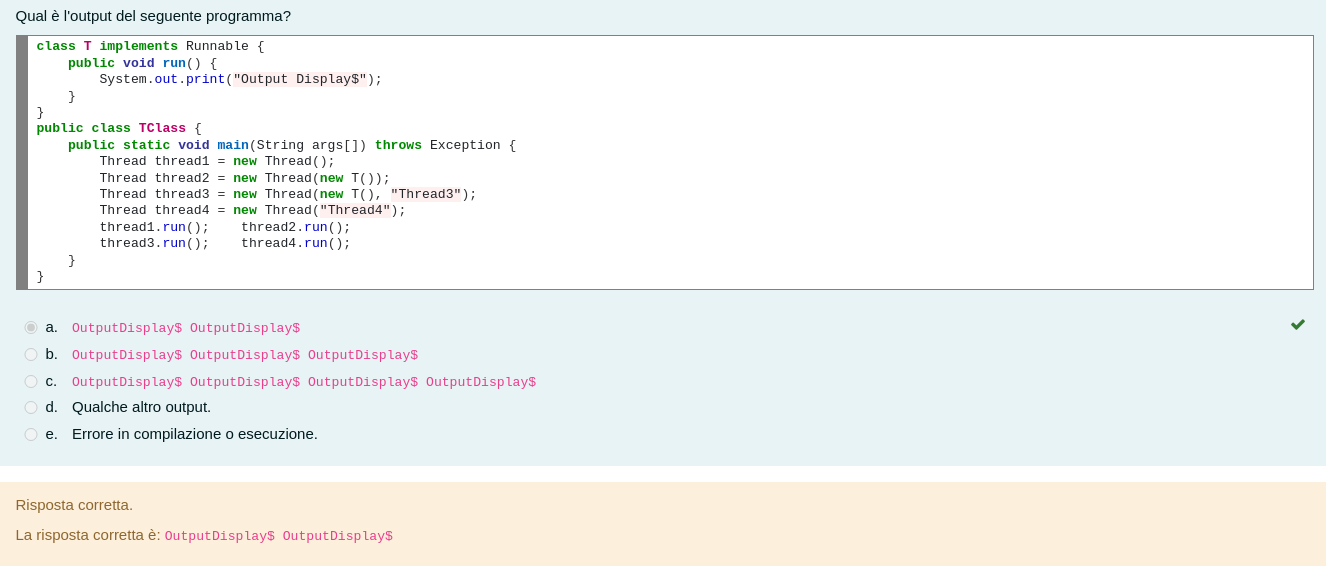 Qual è l'output del seguente programma?
class T implements Runnable {
    public void run() {
        System.out.print("Output Display$");
    }
}
public class TClass {
    public static void main(String args[]) throws Exception {
        Thread thread1 = new Thread();
        Thread thread2 = new Thread(new T());
        Thread thread3 = new Thread(new T(), "Thread3");
        Thread thread4 = new Thread("Thread4");
        thread1.run();    thread2.run();
        thread3.run();    thread4.run();
    }
}
a. OutputDisplay$ OutputDisplay$
b. OutputDisplay$ OutputDisplay$ OutputDisplay$
c. OutputDisplay$ OutputDisplay$ OutputDisplay$ OutputDisplay$
d. Qualche altro output.
e. Errore in compilazione o esecuzione.
Risposta corretta.
La risposta corretta è: OutputDisplay$ OutputDisplay$